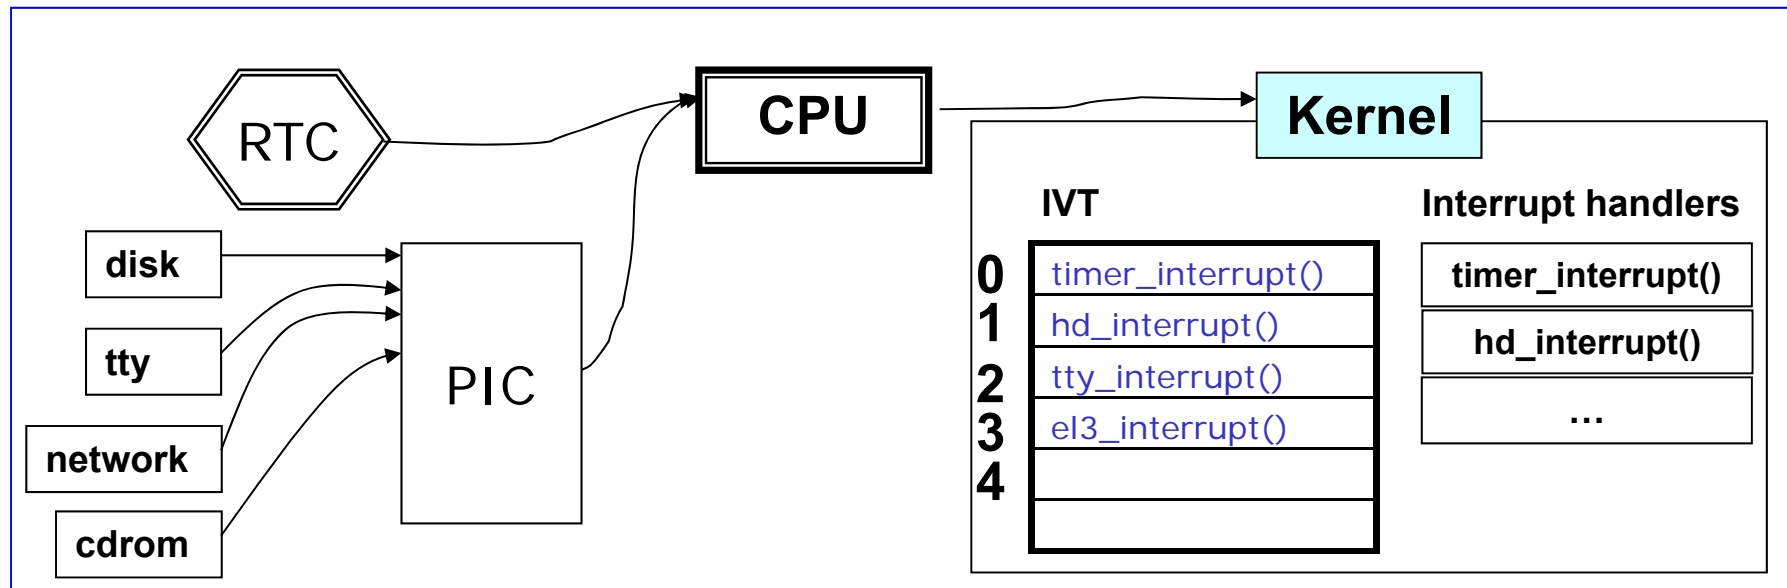 RTC
CPU
Kernel
disk
tty
network
cdrom
PIC
IVT
0 timer_interrupt()
1 hd_interrupt()
2 tty_interrupt()
3 el3_interrupt()
4
Interrupt handlers
timer_interrupt()
hd_interrupt()
...